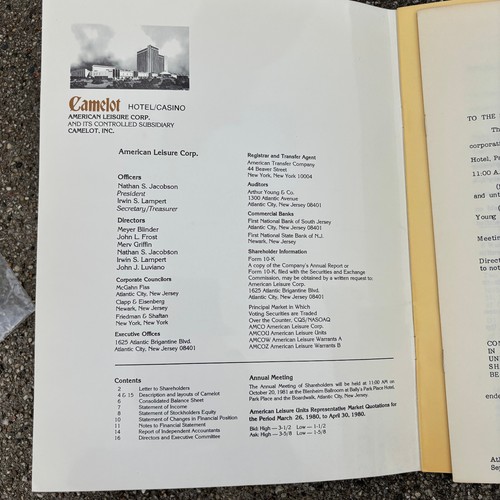 Camelot HOTEL/CASINO
AMERICAN LEISURE CORP.
AND ITS CONTROLLED SUBSIDIARY
CAMELOT, INC.
American Leisure Corp.
Officers
Nathan S. Jacobson
President
Irwin S. Lampert
Secretary/Treasurer
Directors
Meyer Blinder
John L. Frost
Merv Griffin
Nathan S. Jacobson
Irwin S. Lampert
John J. Luviano
Corporate Councilors
McGahn Fiss
Atlantic City, New Jersey
Clapp & Eisenberg
Newark, New Jersey
Friedman & Shaftan
New York, New York
Executive Offices
1625 Atlantic Brigantine Blvd.
Atlantic City, New Jersey 08401
Registrar and Transfer Agent
American Transfer Company
44 Beaver Street
New York, New York 10004
Auditors
Arthur Young & Co.
1300 Atlantic Avenue
Atlantic City, New Jersey 08401
Commercial Banks
First National Bank of South Jersey
Atlantic City, New Jersey
First National State Bank of N.J.
Newark, New Jersey
Shareholder Information
Form 10-K
A copy of the Company's Annual Report or
Form 10-K, filed with the Securities and Exchange
Commission, may be obtained by a written request to:
American Leisure Corp.
1625 Atlantic Brigantine Blvd.
Atlantic City, New Jersey 08401
Principal Market in Which
Voting Securities are Traded
Over the Counter, CQS/NASDAQ
AMCO American Leisure Corp.
AMCOU American Leisure Units
AMCOW American Leisure Warrants A
AMCOZ American Leisure Warrants B
Contents
2 Letter to Shareholders
4 & 15 Description and layouts of Camelot
6 Consolidated Balance Sheet
7 Statement of Income
8 Statement of Stockholders Equity
10 Statement of Changes in Financial Position
11 Notes to Financial Statement
14 Report of Independent Accountants
16 Directors and Executive Committee
Annual Meeting
The Annual Meeting of Shareholders will be held at 11:00 AM on
October 20, 1981 at the Blenheim Ballroom at Bally's Park Place Hotel,
Park Place and the Boardwalk, Atlantic City, New Jersey.
American Leisure Units Representative Market Quotations for
the Period March 26, 1980, to April 30, 1980.
Bid: High — 3-1/2 Low — 1-1/2
Ask: High — 3-5/8 Low — 1-5/8
TO THE
Th
corporat
Hotel, P
11:00 A.
and unt
Young
Meetin
Direct
to not
CO
IN
UN
SH
BE
ende
At
Se